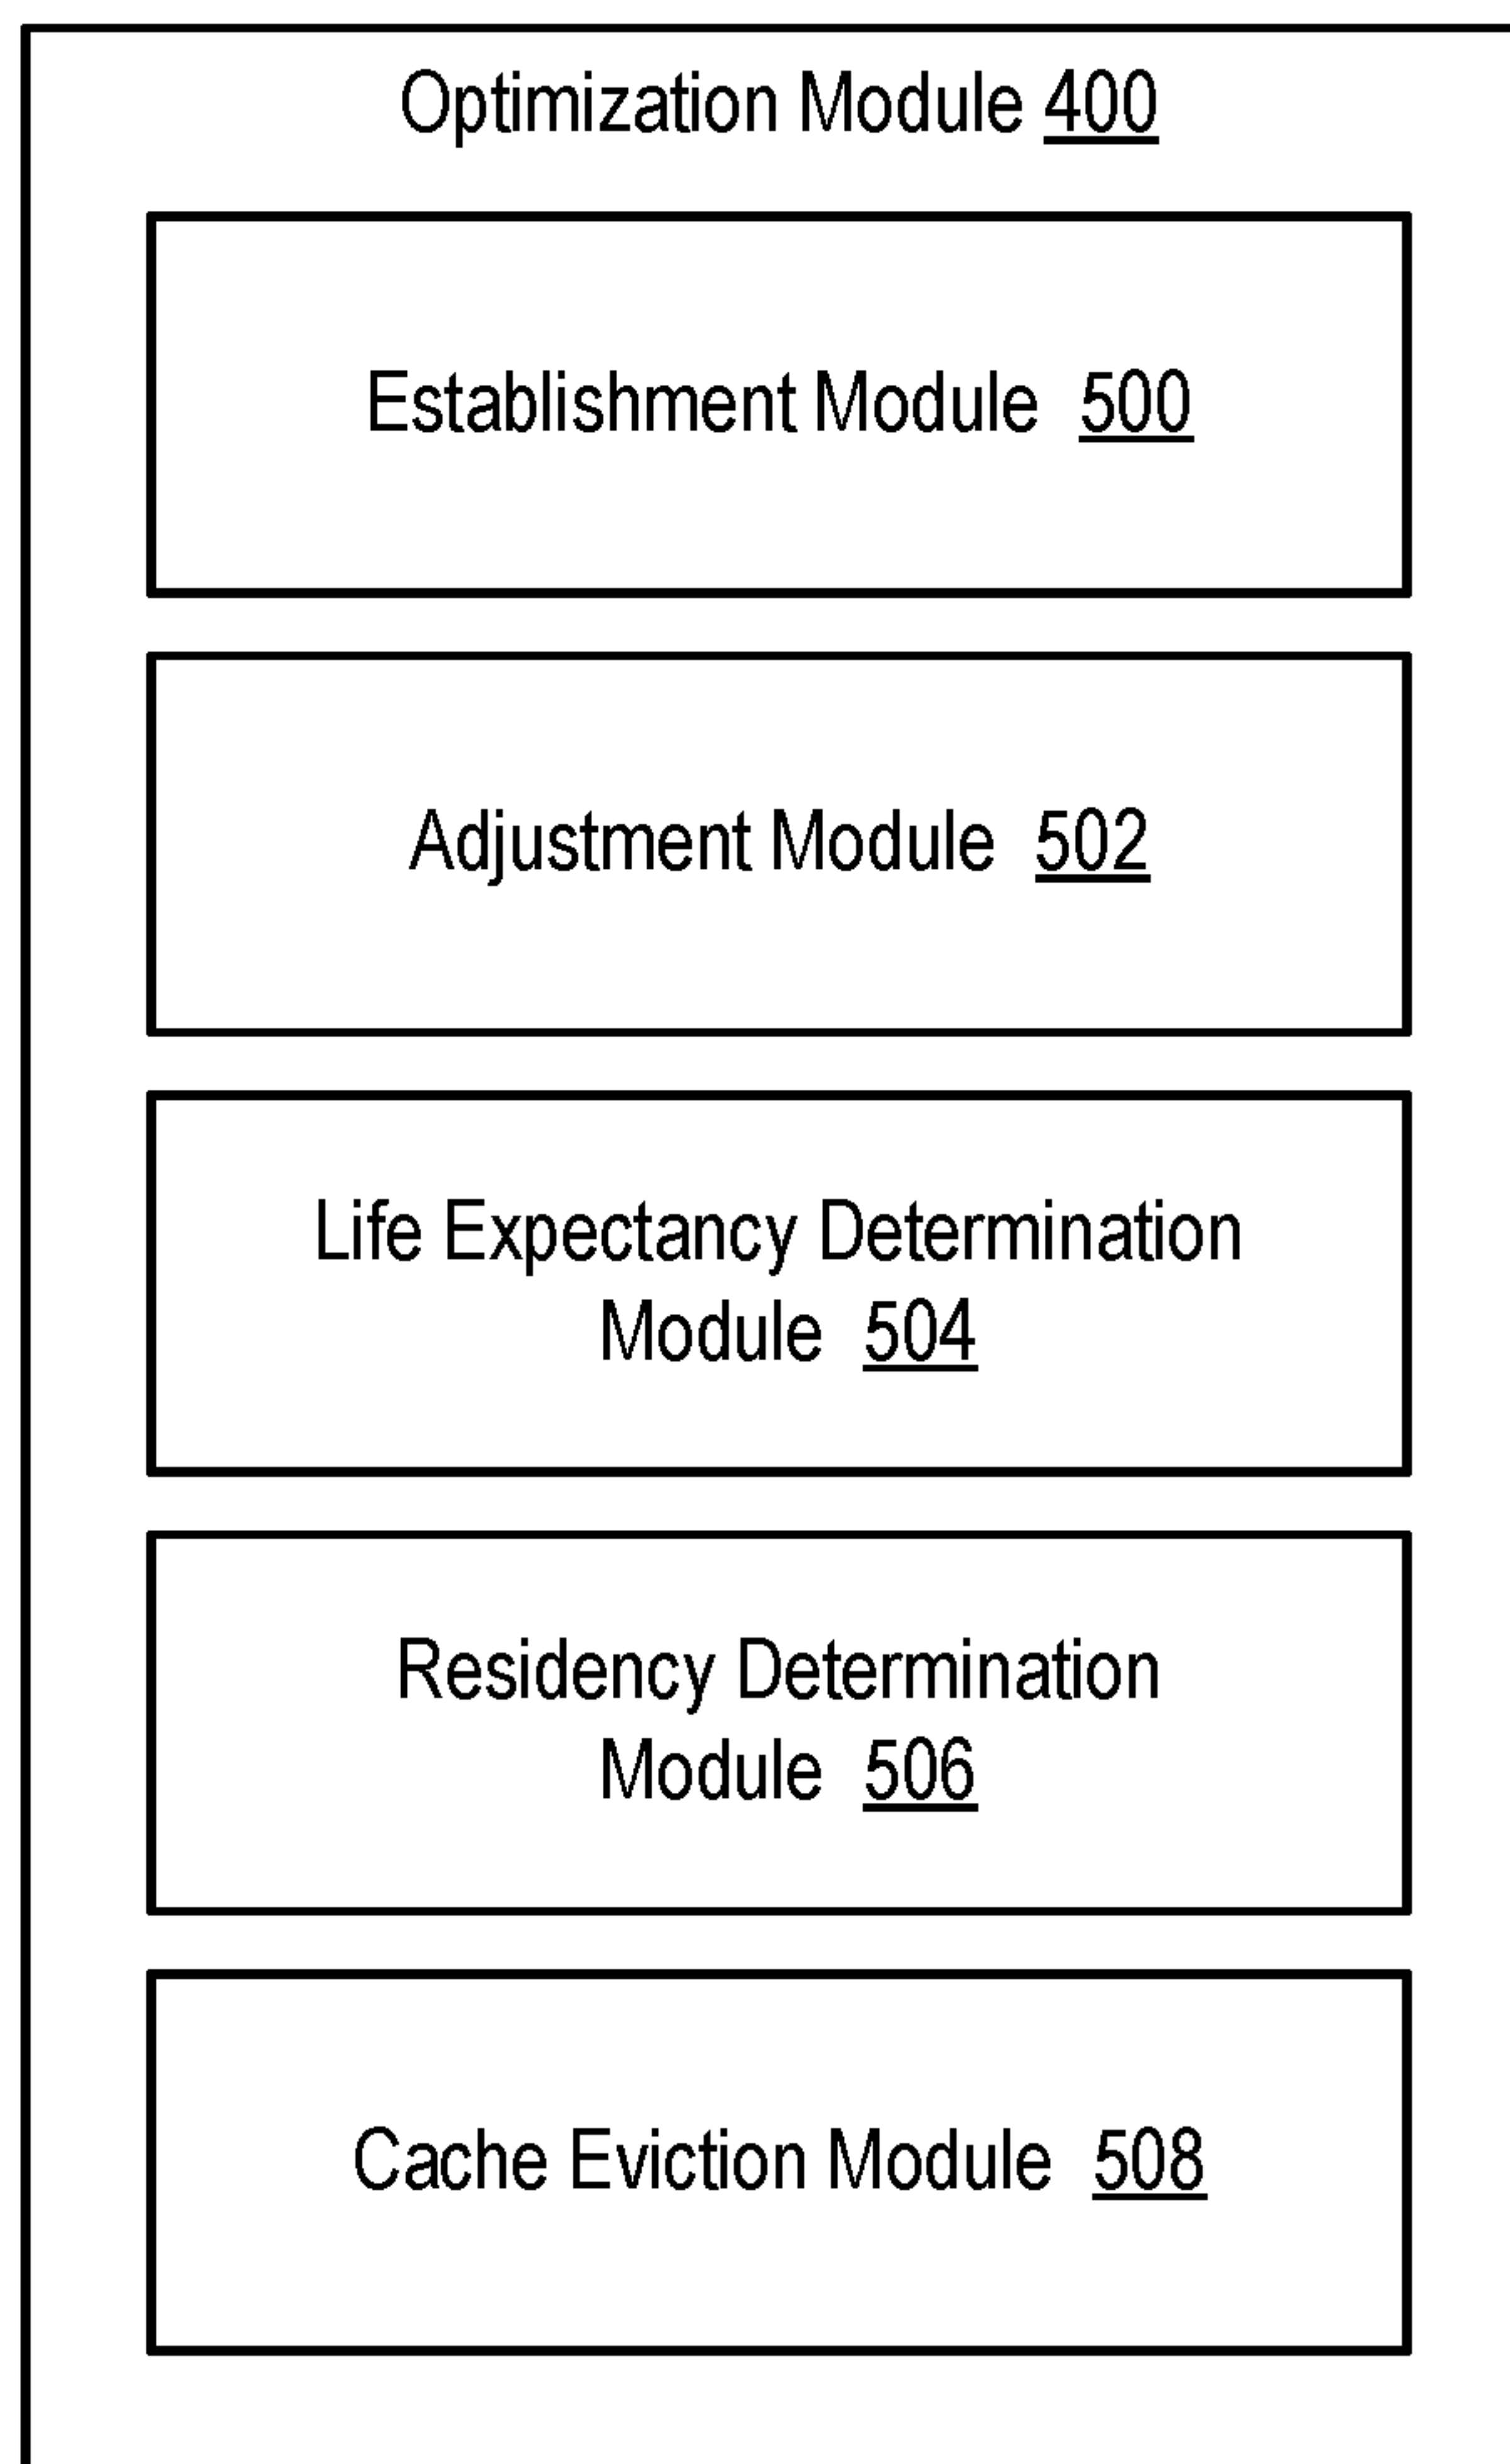 Optimization Module 400
Establishment Module 500
Adjustment Module 502
Life Expectancy Determination
Module 504
Residency Determination
Module 506
Cache Eviction Module 508